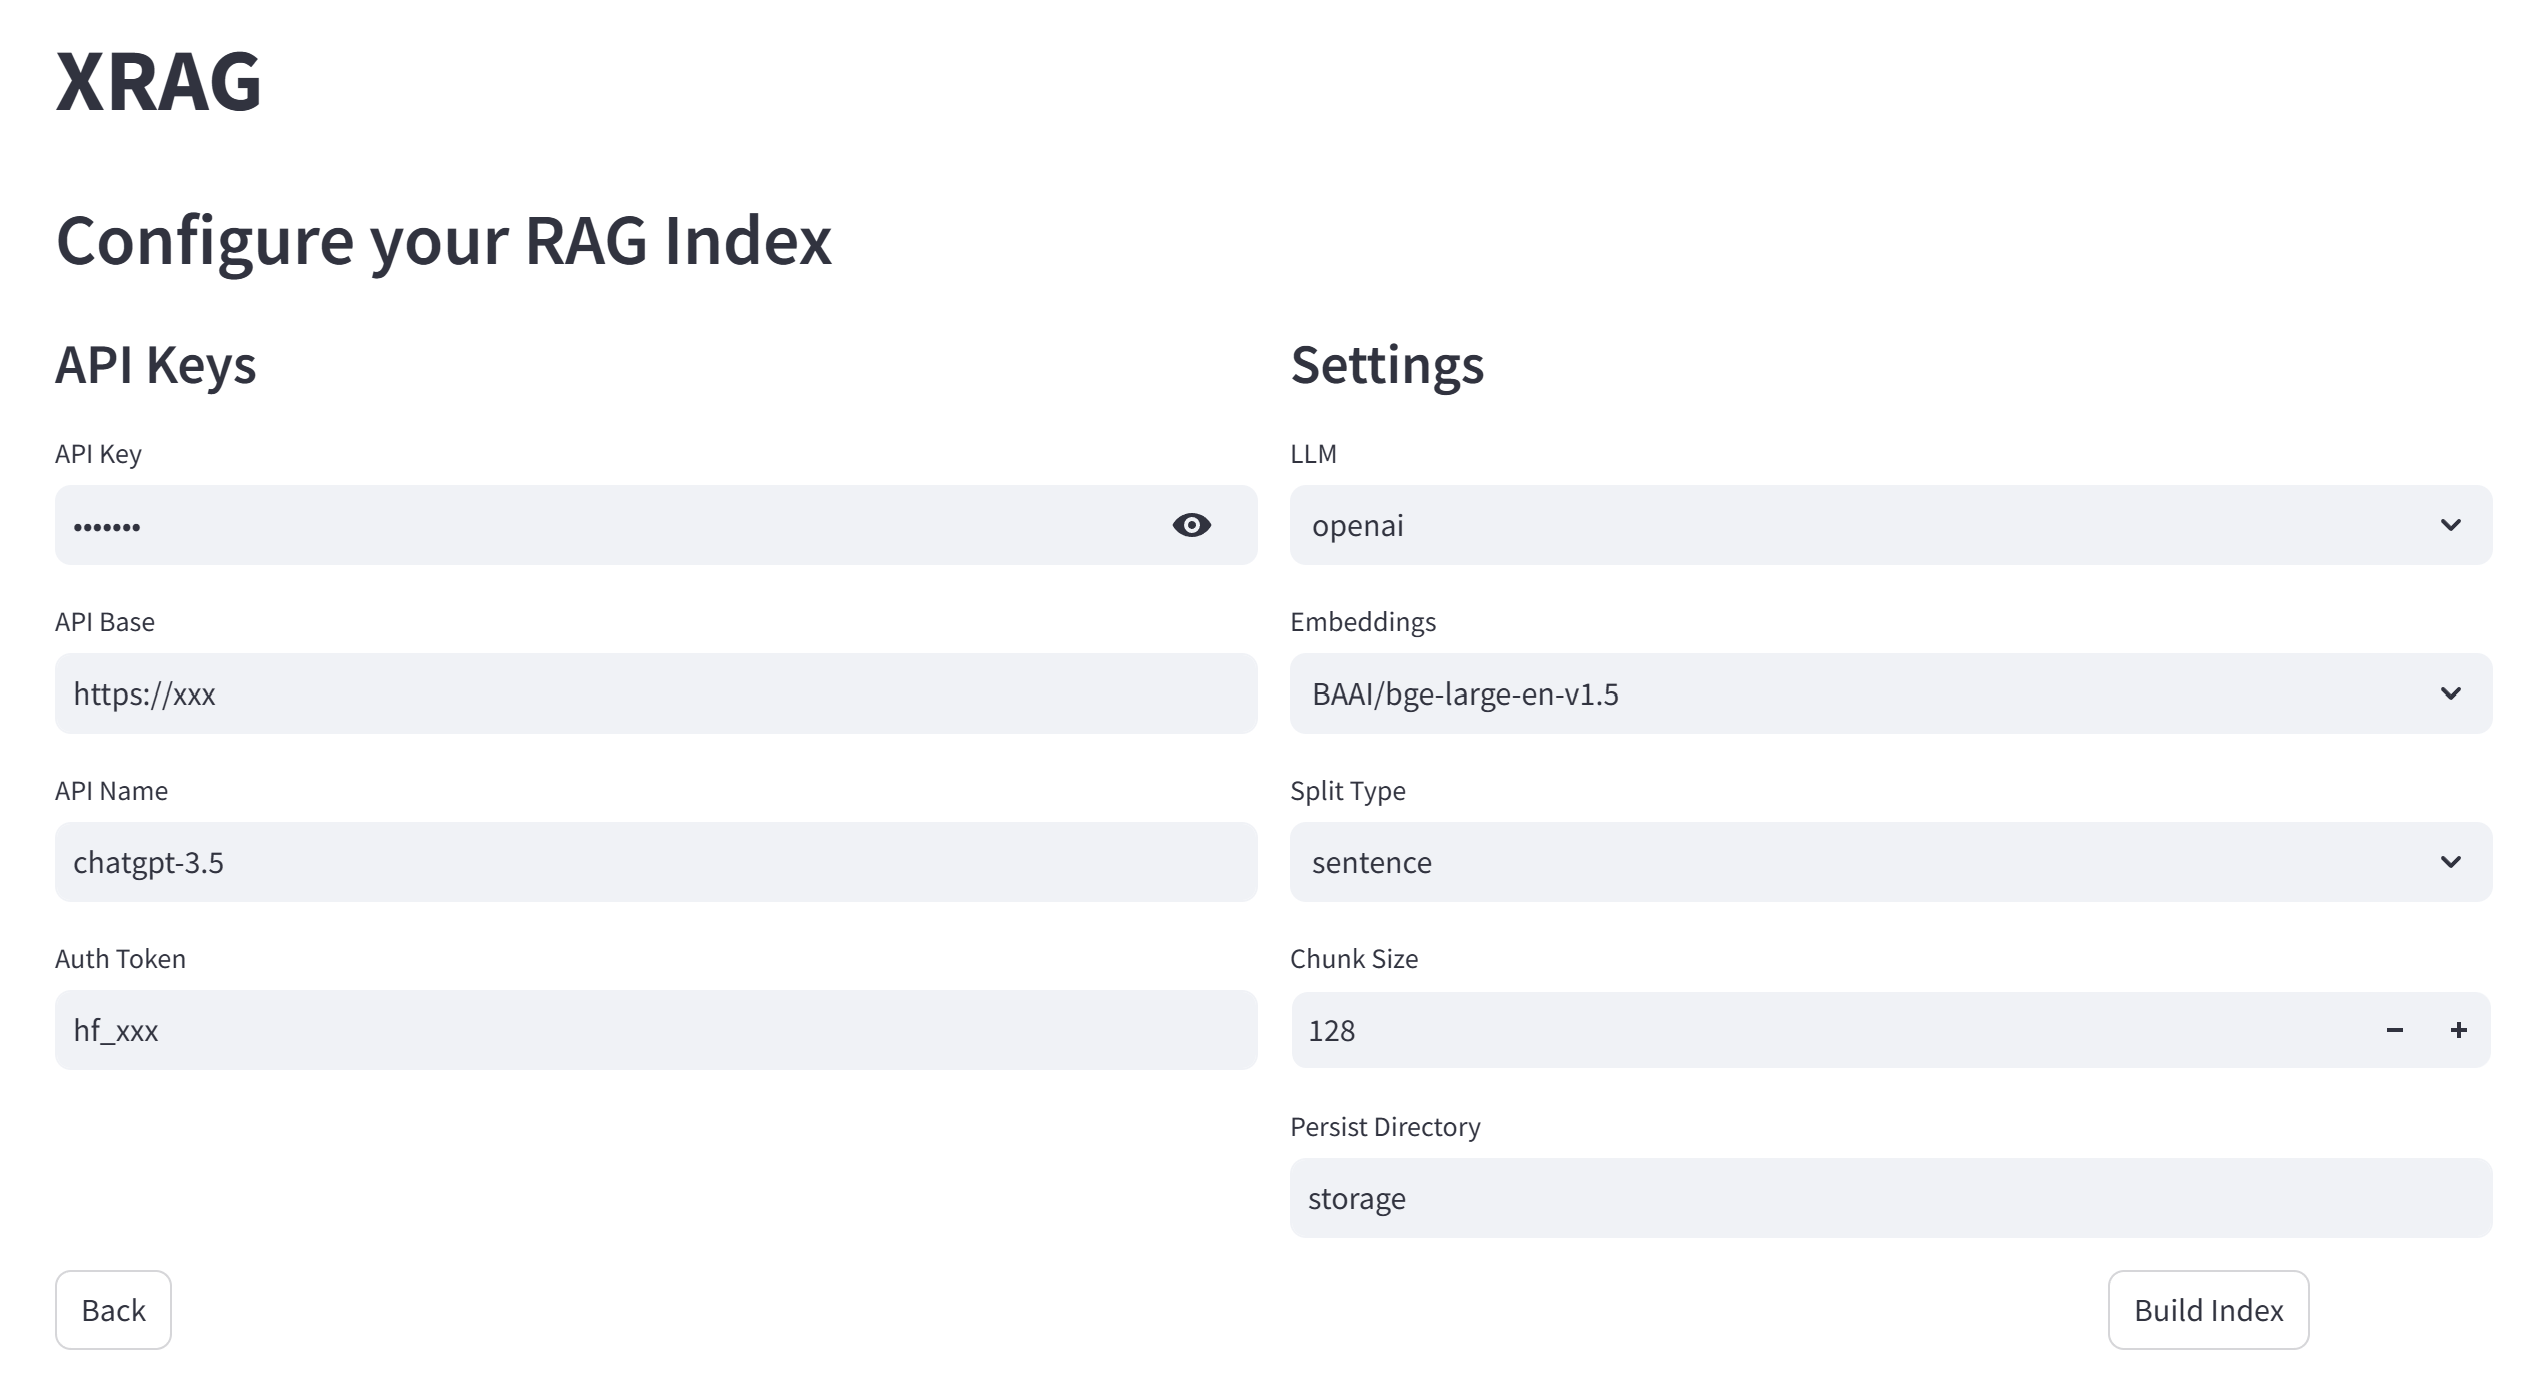 XRAG
Configure your RAG Index
API Keys
API Key
•••••••
API Base
https://xxx
API Name
chatgpt-3.5
Auth Token
hf_xxx
Settings
LLM
openai
Embeddings
BAAI/bge-large-en-v1.5
Split Type
sentence
Chunk Size
128
Persist Directory
storage
Back
Build Index